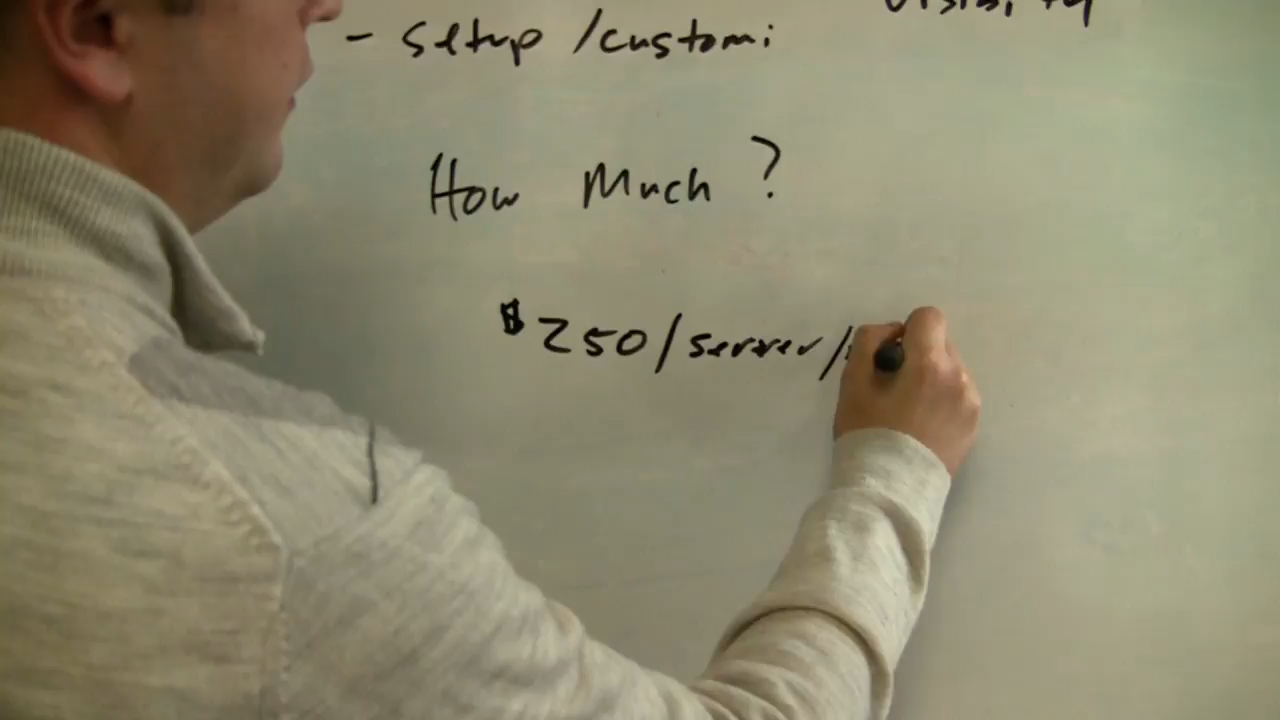 - setup /customi
How Much ?
$250/server/